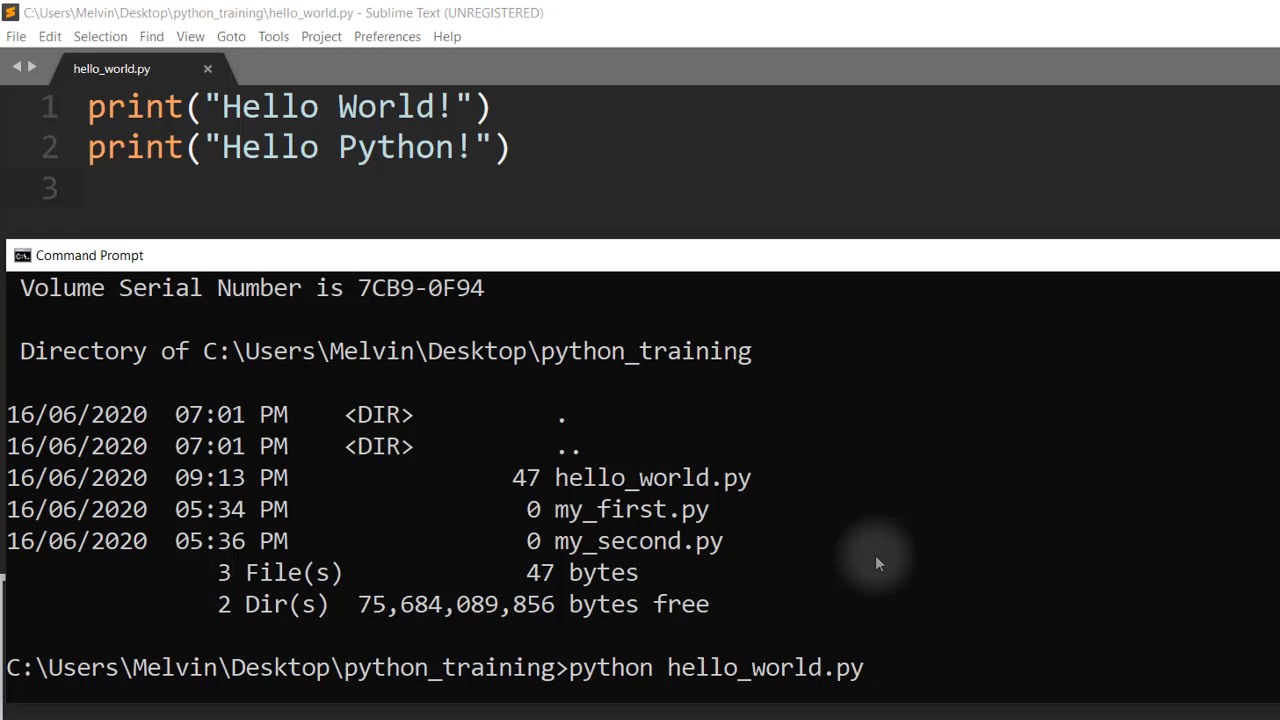 C:\Users\Melvin\Desktop\python_training\hello_world.py - Sublime Text (UNREGISTERED)
File Edit Selection Find View Goto Tools Project Preferences Help
hello_world.py ×
1 print("Hello World!")
2 print("Hello Python!")
3
Command Prompt
Volume Serial Number is 7CB9-0F94
Directory of C:\Users\Melvin\Desktop\python_training
16/06/2020 07:01 PM <DIR> .
16/06/2020 07:01 PM <DIR> ..
16/06/2020 09:13 PM 47 hello_world.py
16/06/2020 05:34 PM 0 my_first.py
16/06/2020 05:36 PM 0 my_second.py
3 File(s) 47 bytes
2 Dir(s) 75,684,089,856 bytes free
C:\Users\Melvin\Desktop\python_training>python hello_world.py